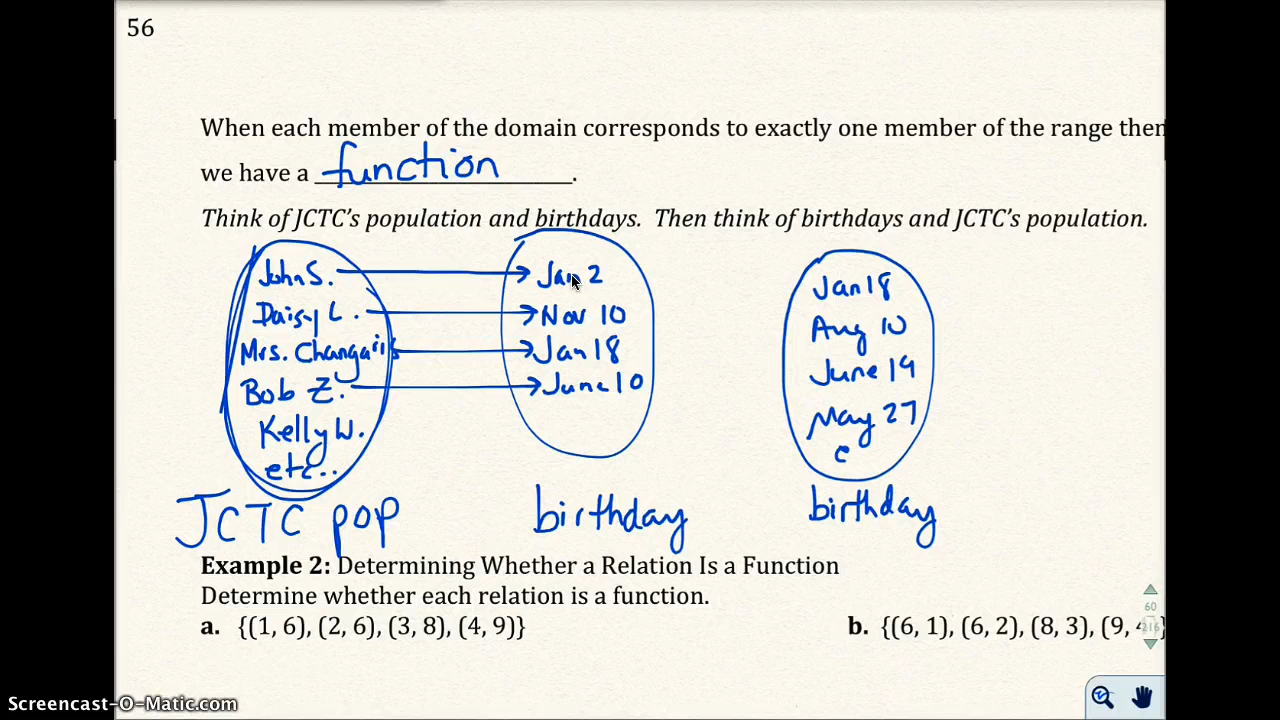 56
When each member of the domain corresponds to exactly one member of the range then
we have a function.
Think of JCTC's population and birthdays. Then think of birthdays and JCTC's population.
John S. Jan 2 Jan 18
Daisy L. Nov 10 Aug 10
Mrs. Changaris Jan 18 June 19
Bob Z. June 10 May 27
Kelly W. e
etc..
JCTC pop birthday birthday
Example 2: Determining Whether a Relation Is a Function
Determine whether each relation is a function.
a. {(1, 6), (2, 6), (3, 8), (4, 9)} b. {(6, 1), (6, 2), (8, 3), (9, 4
60
216
Screencast-O-Matic.com